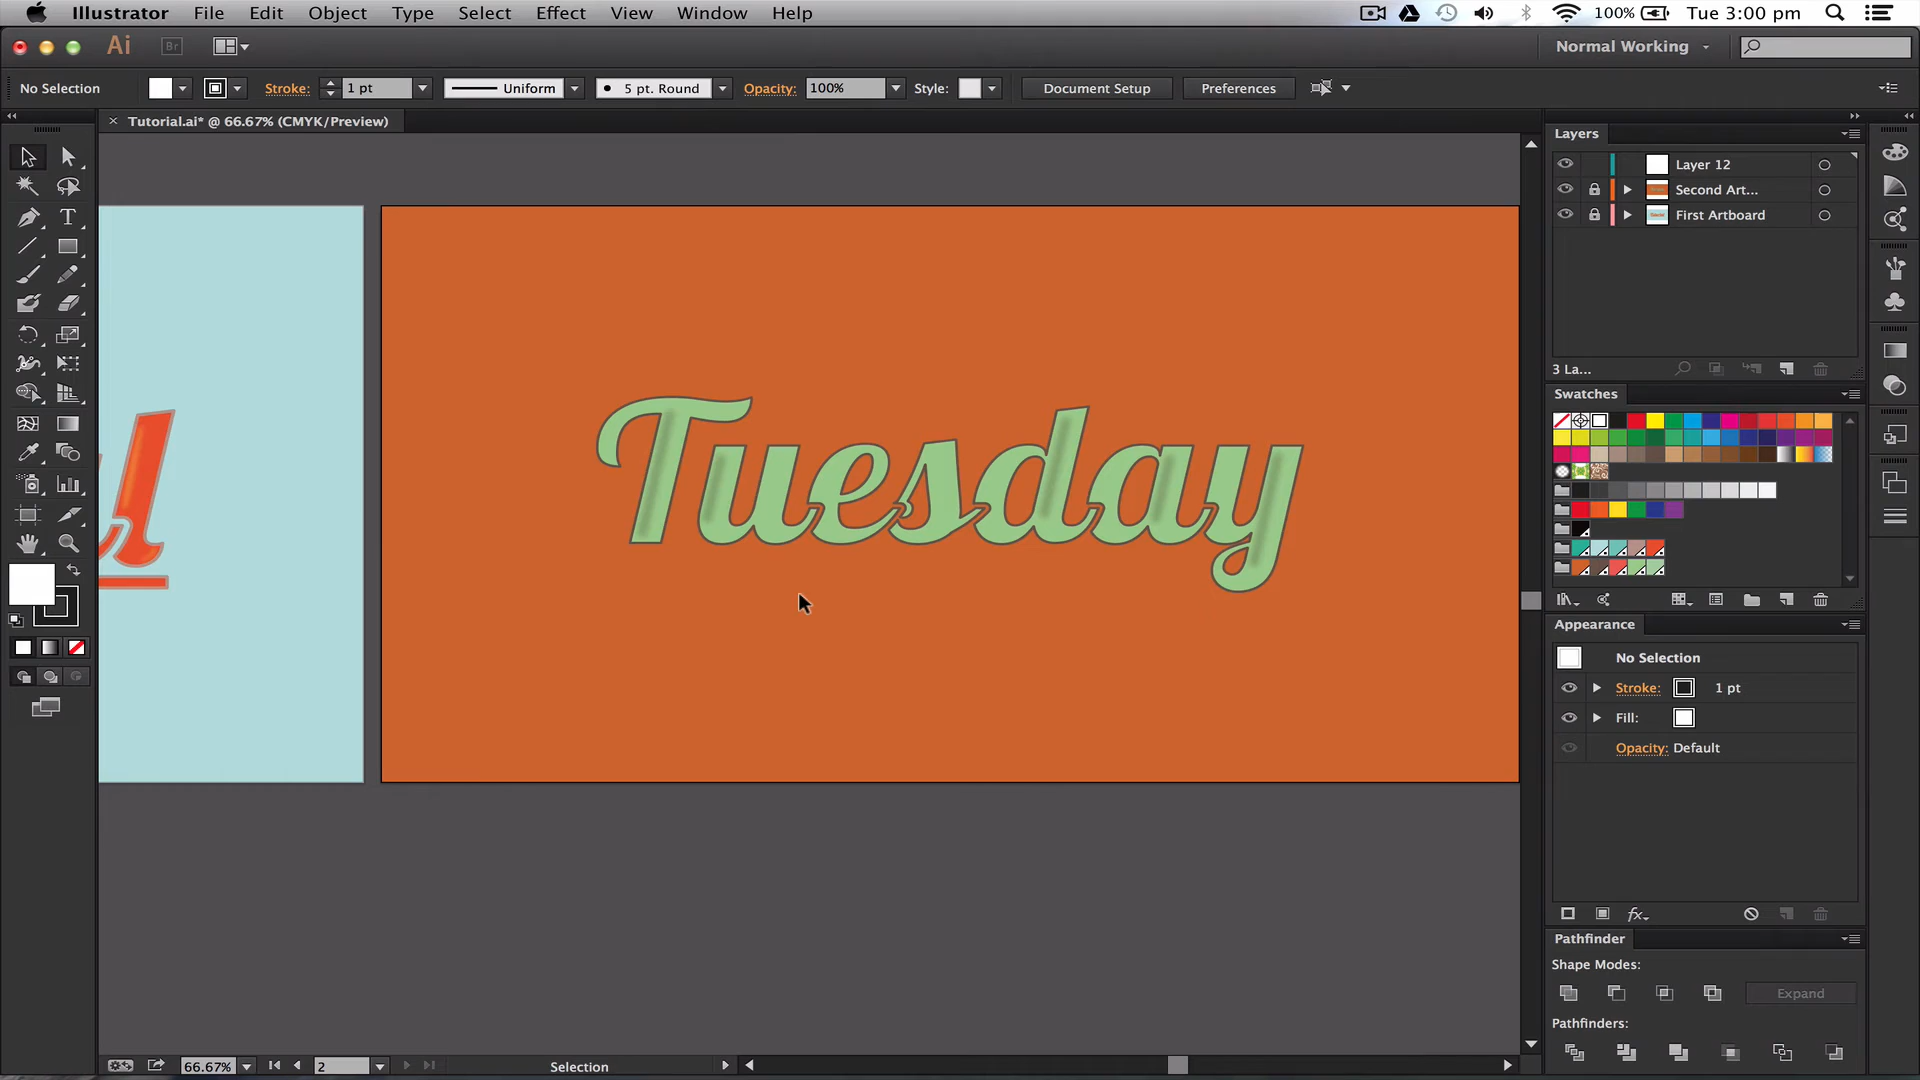 Illustrator File Edit Object Type Select Effect View Window Help 100% Tue 3:00 pm
Ai Br Normal Working
No Selection Stroke: 1 pt Uniform 5 pt. Round Opacity: 100% Style: Document Setup Preferences
× Tutorial.ai* @ 66.67% (CMYK/Preview)
Layers
Layer 12
Second Art...
First Artboard
3 La...
Swatches
Tuesday
Appearance
No Selection
Stroke: 1 pt
Fill:
Opacity: Default
fx
Pathfinder
Shape Modes:
Expand
Pathfinders:
66.67% 2 Selection